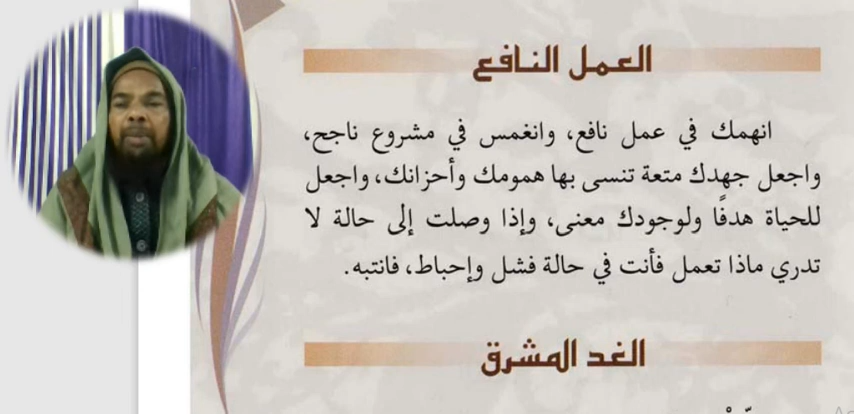 العمل النافع
انهمك في عمل نافع، وانغمس في مشروع ناجح،
واجعل جهدك متعة تنسى بها همومك وأحزانك، واجعل
للحياة هدفًا ولوجودك معنى، وإذا وصلت إلى حالة لا
تدري ماذا تعمل فأنت في حالة فشل وإحباط، فانتبه.
الغد المشرق